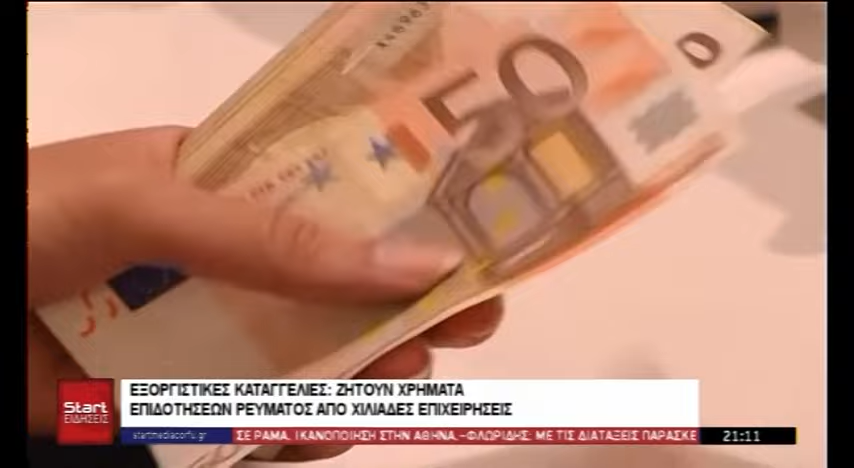 50
0
ΕΞΟΡΓΙΣΤΙΚΕΣ ΚΑΤΑΓΓΕΛΙΕΣ: ΖΗΤΟΥΝ ΧΡΗΜΑΤΑ
ΕΠΙΔΟΤΗΣΕΩΝ ΡΕΥΜΑΤΟΣ ΑΠΟ ΧΙΛΙΑΔΕΣ ΕΠΙΧΕΙΡΗΣΕΙΣ
Start
ΕΙΔΗΣΕΙΣ
startmediacorfu.gr
ΣΕ ΡΑΜΑ, ΙΚΑΝΟΠΟΙΗΣΗ ΣΤΗΝ ΑΘΗΝΑ.-ΦΛΩΡΙΔΗΣ: ΜΕ ΤΙΣ ΔΙΑΤΑΞΕΙΣ ΠΑΡΑΣΚΕ
21:11